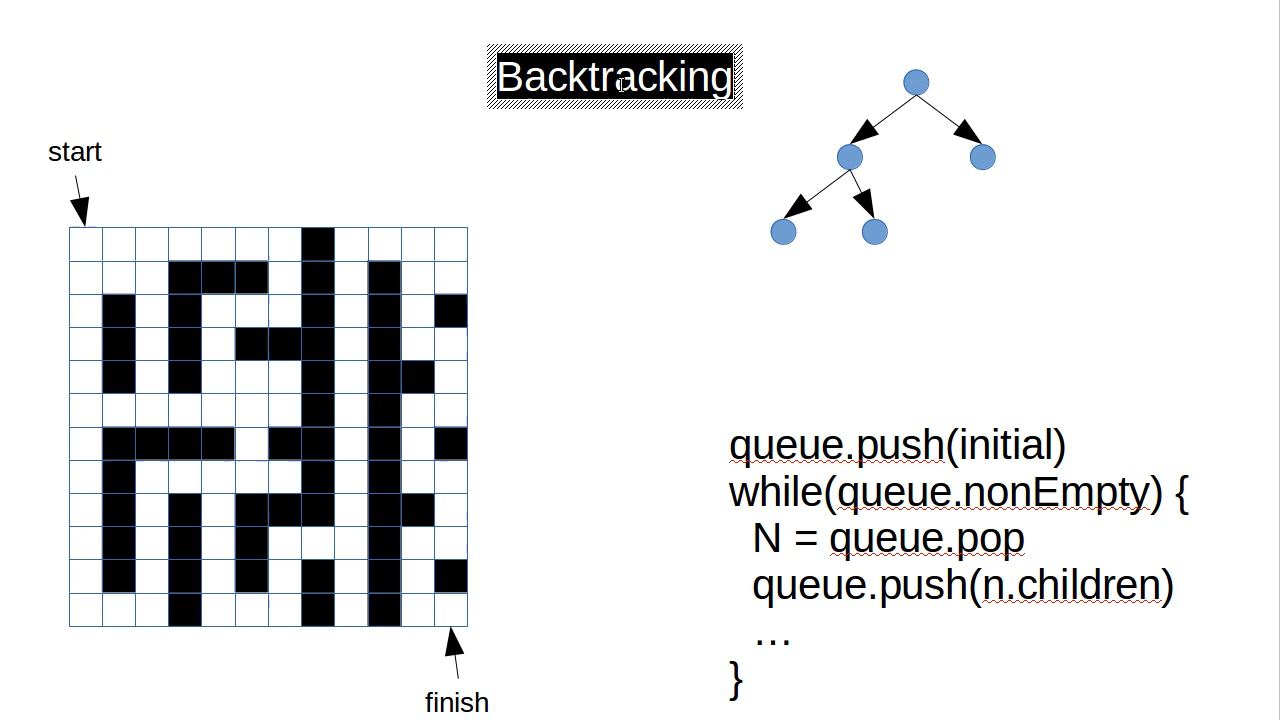 Backtracking
start
queue.push(initial)
while(queue.nonEmpty) {
N = queue.pop
queue.push(n.children)
…
}
finish